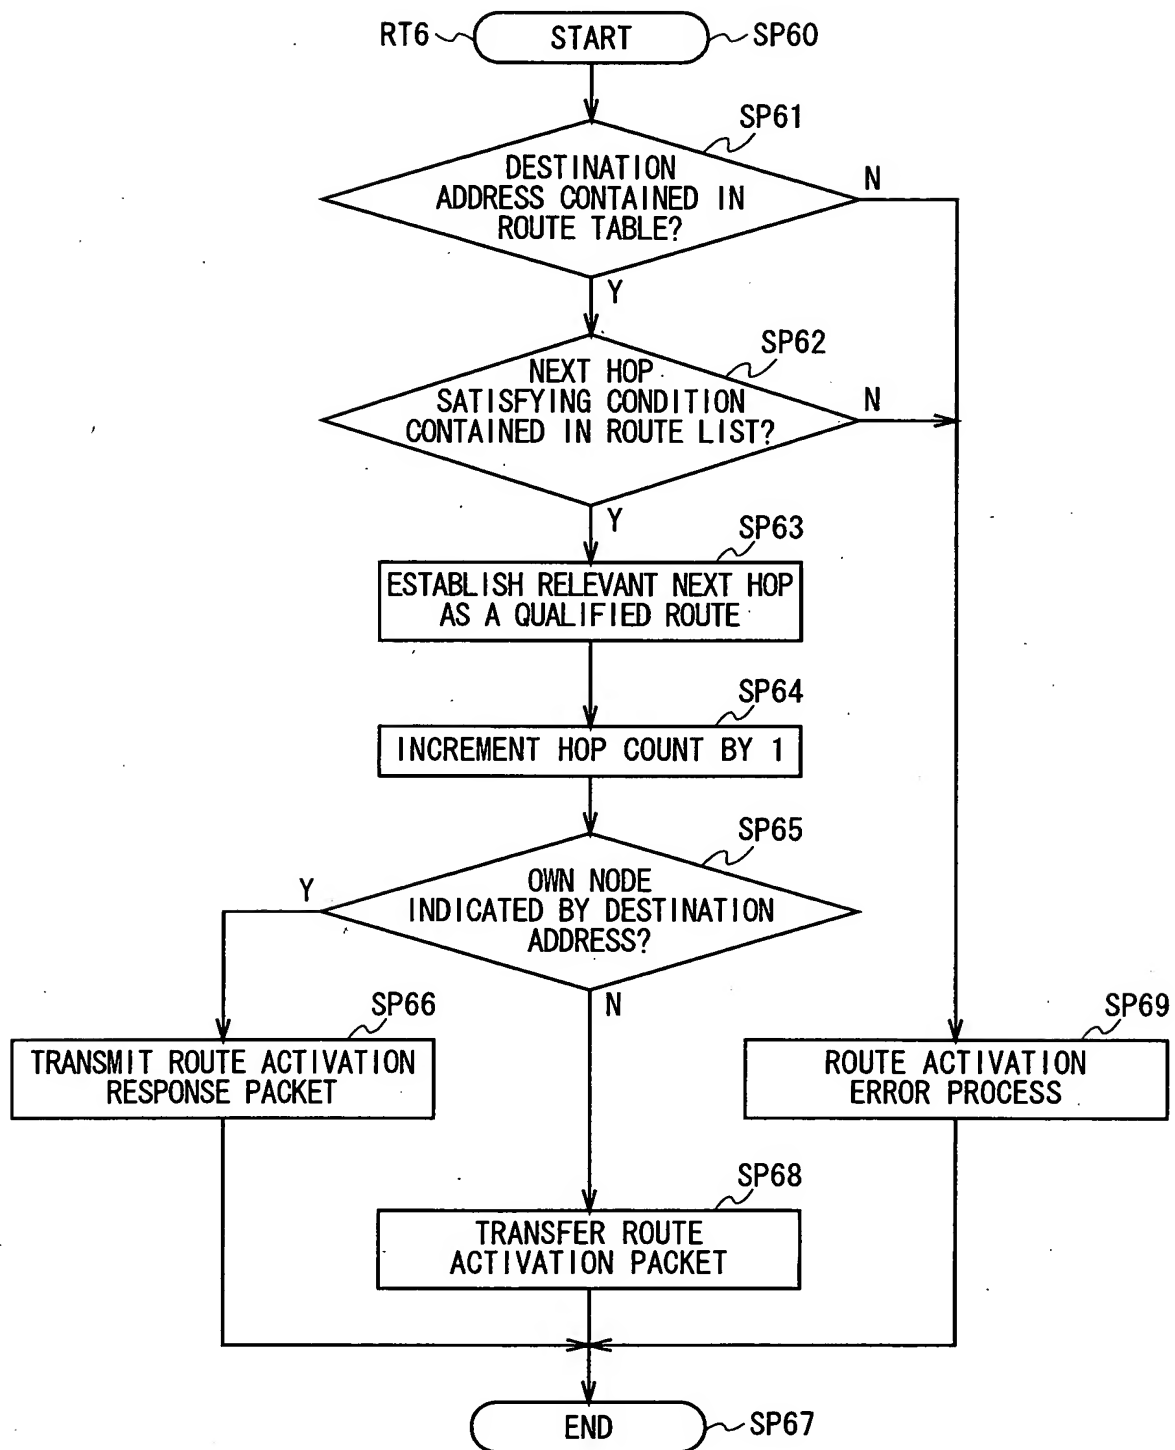 RT6
START
SP60
SP61
DESTINATION
ADDRESS CONTAINED IN
ROUTE TABLE?
N
Y
SP62
NEXT HOP
SATISFYING CONDITION
CONTAINED IN ROUTE LIST?
N
Y
SP63
ESTABLISH RELEVANT NEXT HOP
AS A QUALIFIED ROUTE
SP64
INCREMENT HOP COUNT BY 1
SP65
OWN NODE
INDICATED BY DESTINATION
ADDRESS?
Y
N
SP66
TRANSMIT ROUTE ACTIVATION
RESPONSE PACKET
SP69
ROUTE ACTIVATION
ERROR PROCESS
SP68
TRANSFER ROUTE
ACTIVATION PACKET
END
SP67